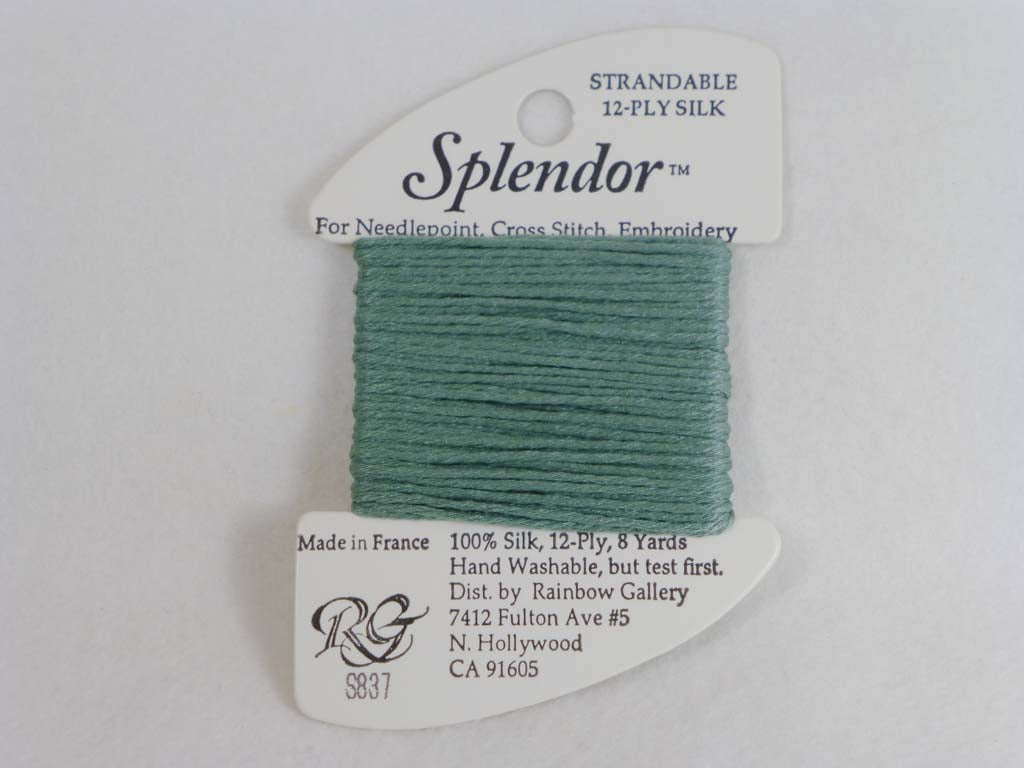 STRANDABLE
12-PLY SILK
Splendor™
For Needlepoint, Cross Stitch, Embroidery
Made in France
100% Silk, 12-Ply, 8 Yards
Hand Washable, but test first.
Dist. by Rainbow Gallery
7412 Fulton Ave #5
N. Hollywood
CA 91605
RG
S837